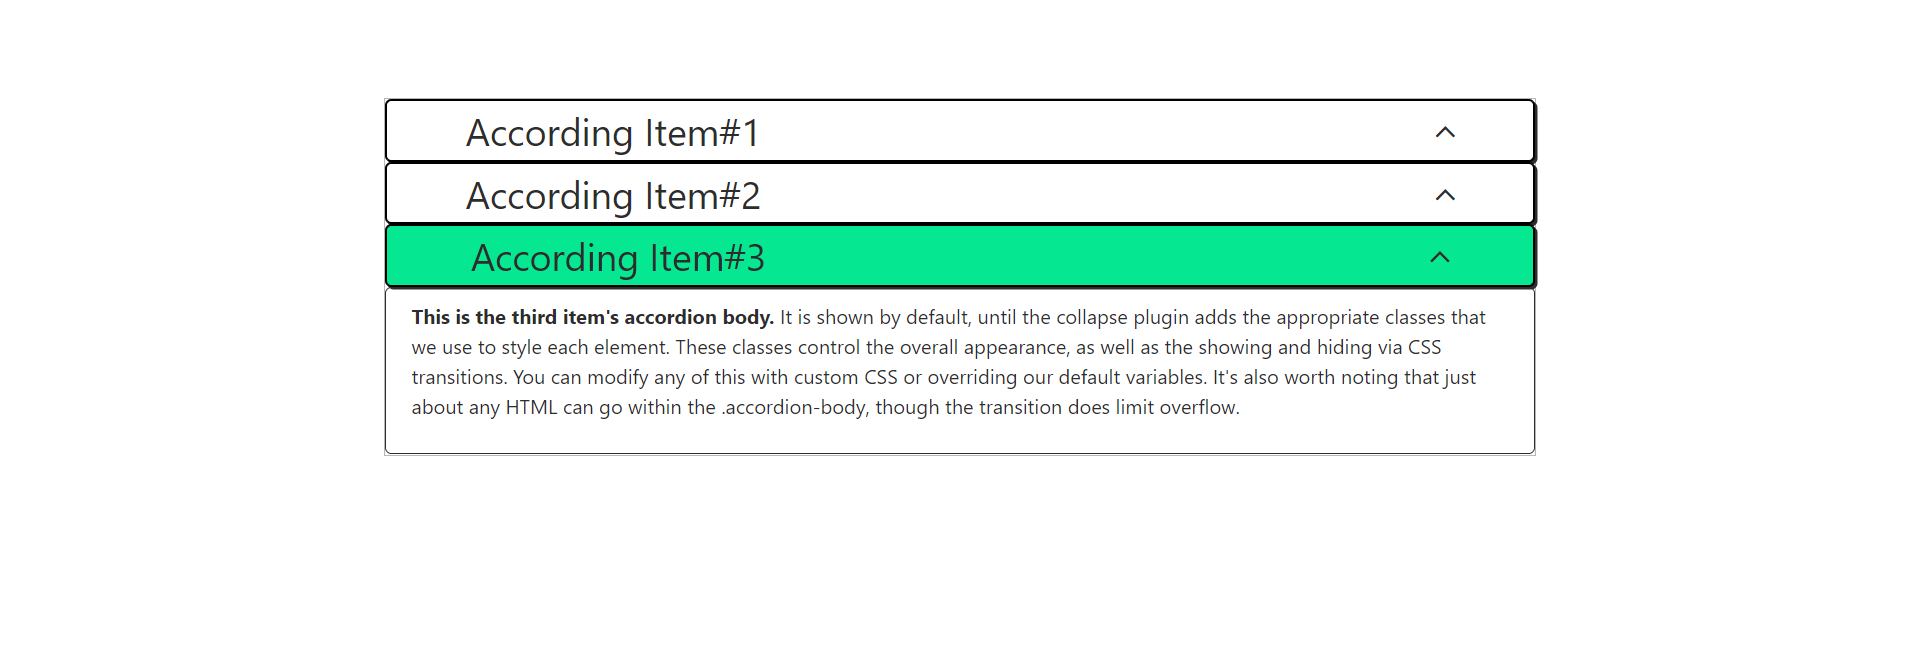 According Item#1
According Item#2
According Item#3
This is the third item's accordion body. It is shown by default, until the collapse plugin adds the appropriate classes that
we use to style each element. These classes control the overall appearance, as well as the showing and hiding via CSS
transitions. You can modify any of this with custom CSS or overriding our default variables. It's also worth noting that just
about any HTML can go within the .accordion-body, though the transition does limit overflow.